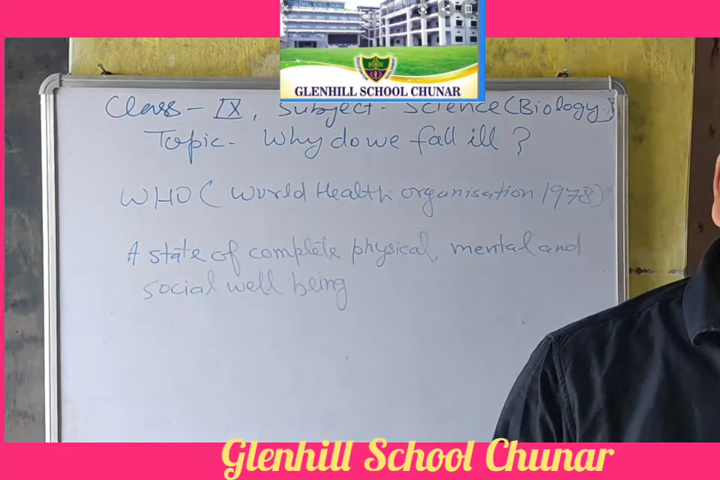 GLENHILL SCHOOL CHUNAR
Class - IX, Subject - Science (Biology)
Topic - Why do we fall ill ?
WHO ( World Health organisation 1978)
A state of complete physical, mental and
social well being
Glenhill School Chunar